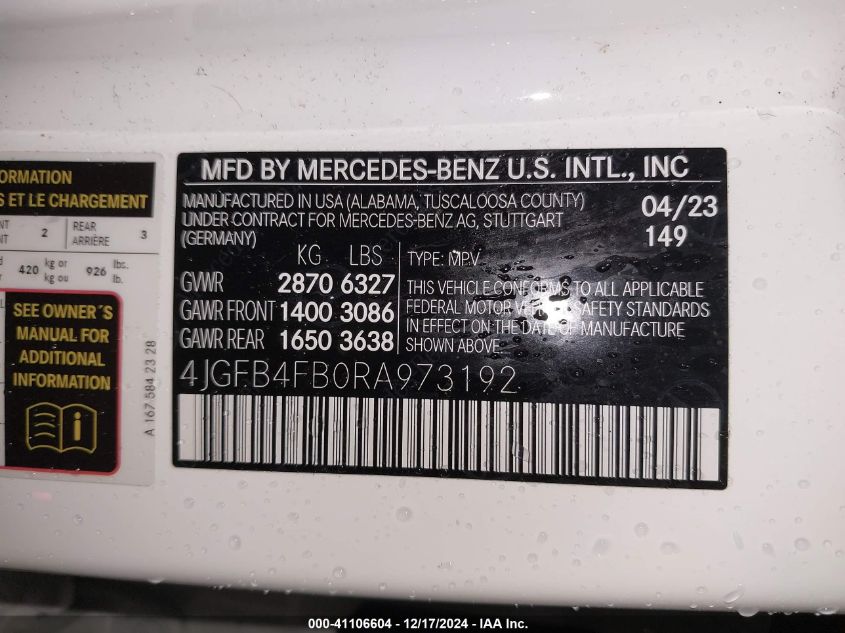 ORMATION
S ET LE CHARGEMENT
NT 2 REAR 3
NT ARRIÈRE
d 420 kg or 926 lbs.
kg ou lb.
SEE OWNER´S
MANUAL FOR
ADDITIONAL
INFORMATION
A 167 584 23 28
MFD BY MERCEDES-BENZ U.S. INTL., INC
MANUFACTURED IN USA (ALABAMA, TUSCALOOSA COUNTY)
UNDER CONTRACT FOR MERCEDES-BENZ AG, STUTTGART
(GERMANY)
04/23
149
KG LBS
GVWR 2870 6327
GAWR FRONT 1400 3086
GAWR REAR 1650 3638
TYPE: MPV
THIS VEHICLE CONFORMS TO ALL APPLICABLE
FEDERAL MOTOR VEHICLE SAFETY STANDARDS
IN EFFECT ON THE DATE OF MANUFACTURE
SHOWN ABOVE.
4JGFB4FB0RA973192
000-41106604 - 12/17/2024 - IAA Inc.